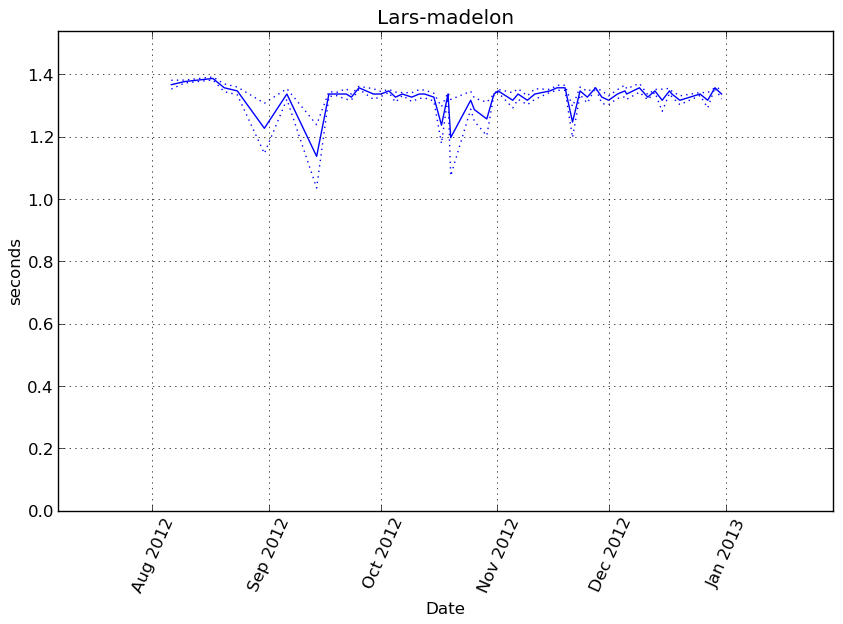 Lars-madelon
1.4
1.2
1.0
0.8
0.6
0.4
0.2
0.0
seconds
Aug 2012
Sep 2012
Oct 2012
Nov 2012
Dec 2012
Jan 2013
Date